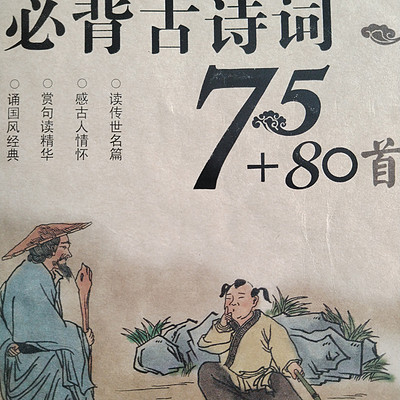 必背古诗词
75+80首
读传世名篇
感古人情怀
赏句读精华
诵国风经典